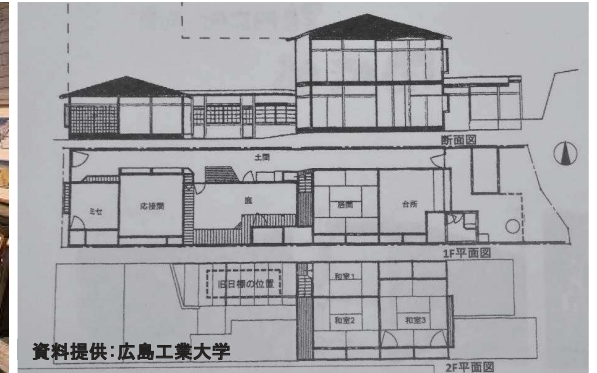 断面図
土間
ミセ
応接間
庭
居間
台所
1F平面図
旧日棚の位置
和室1
和室2
和室3
資料提供：広島工業大学
2F平面図